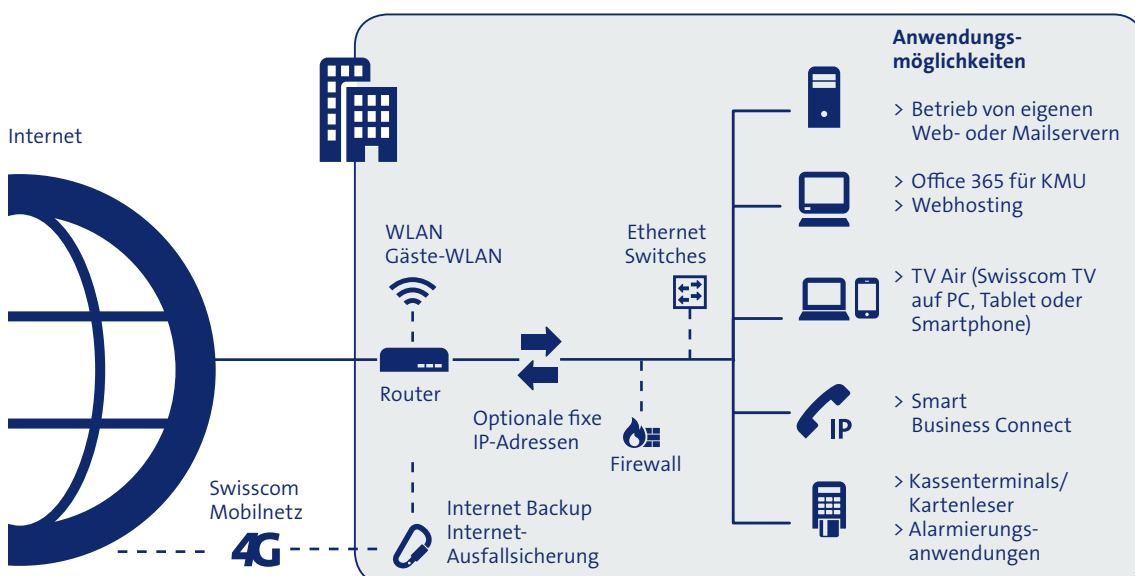 Internet
WLAN
Gäste-WLAN
Router
Optionale fixe
IP-Adressen
Ethernet
Switches
Firewall
Swisscom
Mobilnetz
4G
Internet Backup
Internet-
Ausfallsicherung
Anwendungs-
möglichkeiten
> Betrieb von eigenen
Web- oder Mailservern
> Office 365 für KMU
> Webhosting
> TV Air (Swisscom TV
auf PC, Tablet oder
Smartphone)
IP
> Smart
Business Connect
> Kassenterminals/
Kartenleser
> Alarmierungs-
anwendungen